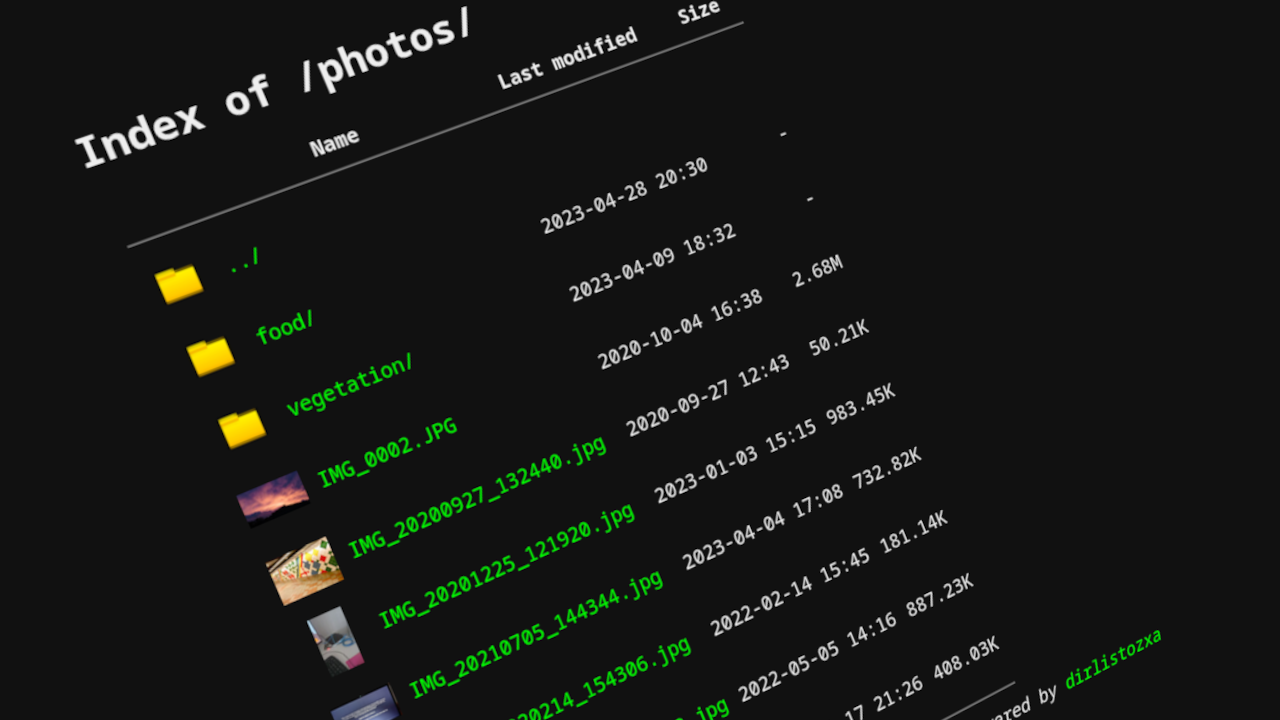 Index of /photos/
Name Last modified Size
../
food/ 2023-04-28 20:30 -
vegetation/ 2023-04-09 18:32 -
IMG_0002.JPG 2020-10-04 16:38 2.68M
IMG_20200927_132440.jpg 2020-09-27 12:43 50.21K
IMG_20201225_121920.jpg 2023-01-03 15:15 983.45K
IMG_20210705_144344.jpg 2023-04-04 17:08 732.82K
20214_154306.jpg 2022-02-14 15:45 181.14K
.jpg 2022-05-05 14:16 887.23K
17 21:26 408.03K
ered by dirlistozxa